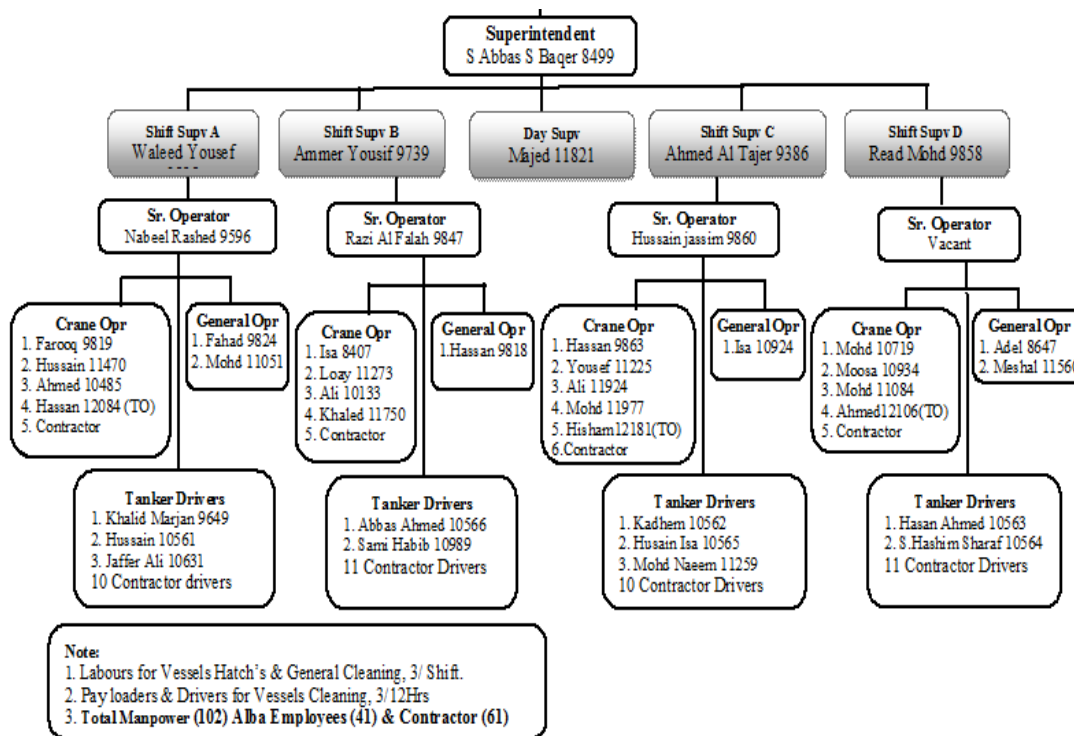 Superintendent
S Abbas S Baqer 8499
Shift Supv A
Waleed Yousef
Shift Supv B
Ammer Yousif 9739
Day Supv
Majed 11821
Shift Supv C
Ahmed Al Tajer 9386
Shift Supv D
Read Mohd 9858
Sr. Operator
Nabeel Rashed 9596
Sr. Operator
Razi Al Falah 9847
Sr. Operator
Hussain jassim 9860
Sr. Operator
Vacant
Crane Opr
1. Farooq 9819
2. Hussain 11470
3. Ahmed 10485
4. Hassan 12084 (TO)
5. Contractor
General Opr
1. Fahad 9824
2. Mohd 11051
Crane Opr
1. Isa 8407
2. Loay 11273
3. Ali 10133
4. Khaled 11750
5. Contractor
General Opr
1.Hassan 9818
Crane Opr
1. Hassan 9863
2. Yousef 11225
3. Ali 11924
4. Mohd 11977
5. Hisham12181(TO)
6.Contractor
General Opr
1.Isa 10924
Crane Opr
1. Mohd 10719
2. Moosa 10934
3. Mohd 11084
4. Ahmed12106(TO)
5. Contractor
General Opr
1. Adel 8647
2. Meshal 11560
Tanker Drivers
1. Khalid Marjan 9649
2. Hussain 10561
3. Jaffer Ali 10631
10 Contractor drivers
Tanker Drivers
1. Abbas Ahmed 10566
2. Sami Habib 10989
11 Contractor Drivers
Tanker Drivers
1. Kadhem 10562
2. Husain Isa 10565
3. Mohd Naeem 11259
10 Contractor Drivers
Tanker Drivers
1. Hasan Ahmed 10563
2. S.Hashim Sharaf 10564
11 Contractor Drivers
Note:
1. Labours for Vessels Hatch's & General Cleaning, 3/ Shift.
2. Pay loaders & Drivers for Vessels Cleaning, 3/12Hrs
3. Total Manpower (102) Alba Employees (41) & Contractor (61)